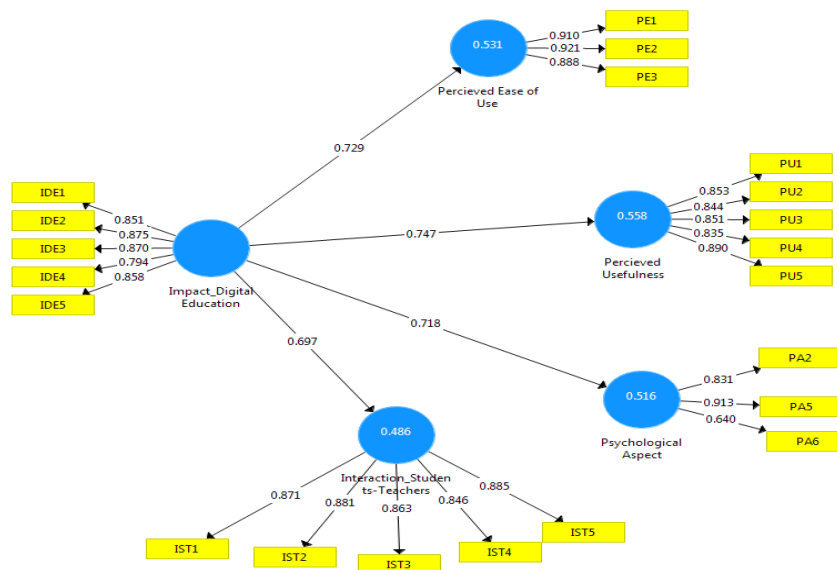 PE1
0.910
0.531
0.921
PE2
0.888
PE3
Percieved Ease of
Use
0.729
PU1
0.853
PU2
0.844
IDE1
0.851
0.558
0.851
PU3
IDE2
0.875
0.747
0.835
PU4
IDE3
0.870
0.890
IDE4
0.794
Percieved
Usefulness
PU5
IDE5
0.858
Impact_Digital
Education
0.718
0.697
PA2
0.831
0.516
0.913
PA5
0.640
PA6
0.486
Psychological
Aspect
Interaction_Studen
ts-Teachers
0.871
0.881
0.863
0.846
0.885
IST1
IST2
IST3
IST4
IST5